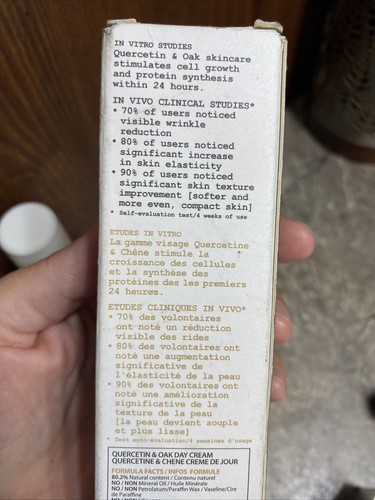 IN VITRO STUDIES
Quercetin & Oak skincare
stimulates cell growth
and protein synthesis
within 24 hours.
IN VIVO CLINICAL STUDIES*
• 70% of users noticed
visible wrinkle
reduction
• 80% of users noticed
significant increase
in skin elasticity
• 90% of users noticed
significant skin texture
improvement [softer and
more even, compact skin]
* Self-evaluation test/4 weeks of use
ETUDES IN VITRO
La gamme visage Quercetine
& Chêne stimule la
croissance des cellules
et la synthèse des
protéines des les premiers
24 heures.
ETUDES CLINIQUES IN VIVO*
• 70% des volontaires
ont noté un réduction
visible des rides
• 80% des volontaires ont
noté une augmentation
significative de
l'élasticité de la peau
• 90% des volontaires ont
noté une amélioration
significative de la
texture de la peau
[la peau devient souple
et plus lisse]
* Test auto-évaluation/4 semaines d'usage
QUERCETIN & OAK DAY CREAM
QUERCETINE & CHENE CREME DE JOUR
FORMULA FACTS / INFOS FORMULE
80.2% Natural content / Contenu naturel
NO / NON Mineral Oil / Huile Minérale
NO / NON Petrolatum/Paraffin Wax / Vaseline/Cire
de Paraffine